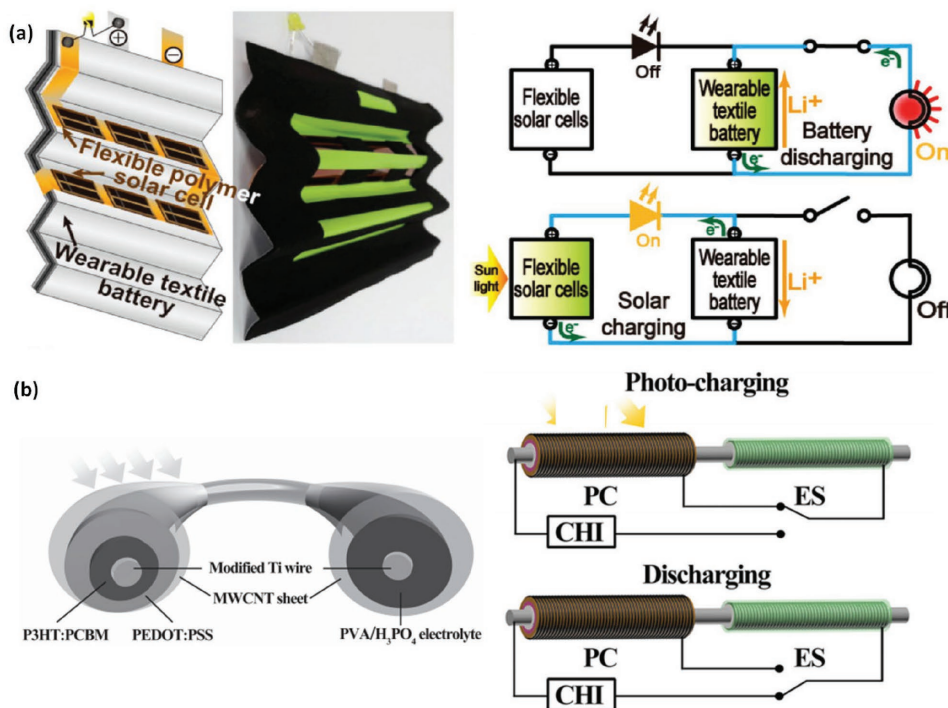 (a)
⊕
⊖
Flexible polymer
solar cell
Wearable textile
battery
Off
Flexible
solar cells
⊕
⊖
Wearable
textile
battery
⊕
⊖
e-
e-
Li+
Battery
discharging
On
Sun
light
Flexible
solar cells
⊕
⊖
On
e-
e-
Solar
charging
Wearable
textile
battery
⊕
⊖
Li+
Off
(b)
Modified Ti wire
MWCNT sheet
P3HT:PCBM
PEDOT:PSS
PVA/H₃PO₄ electrolyte
Photo-charging
PC
ES
CHI
Discharging
PC
ES
CHI